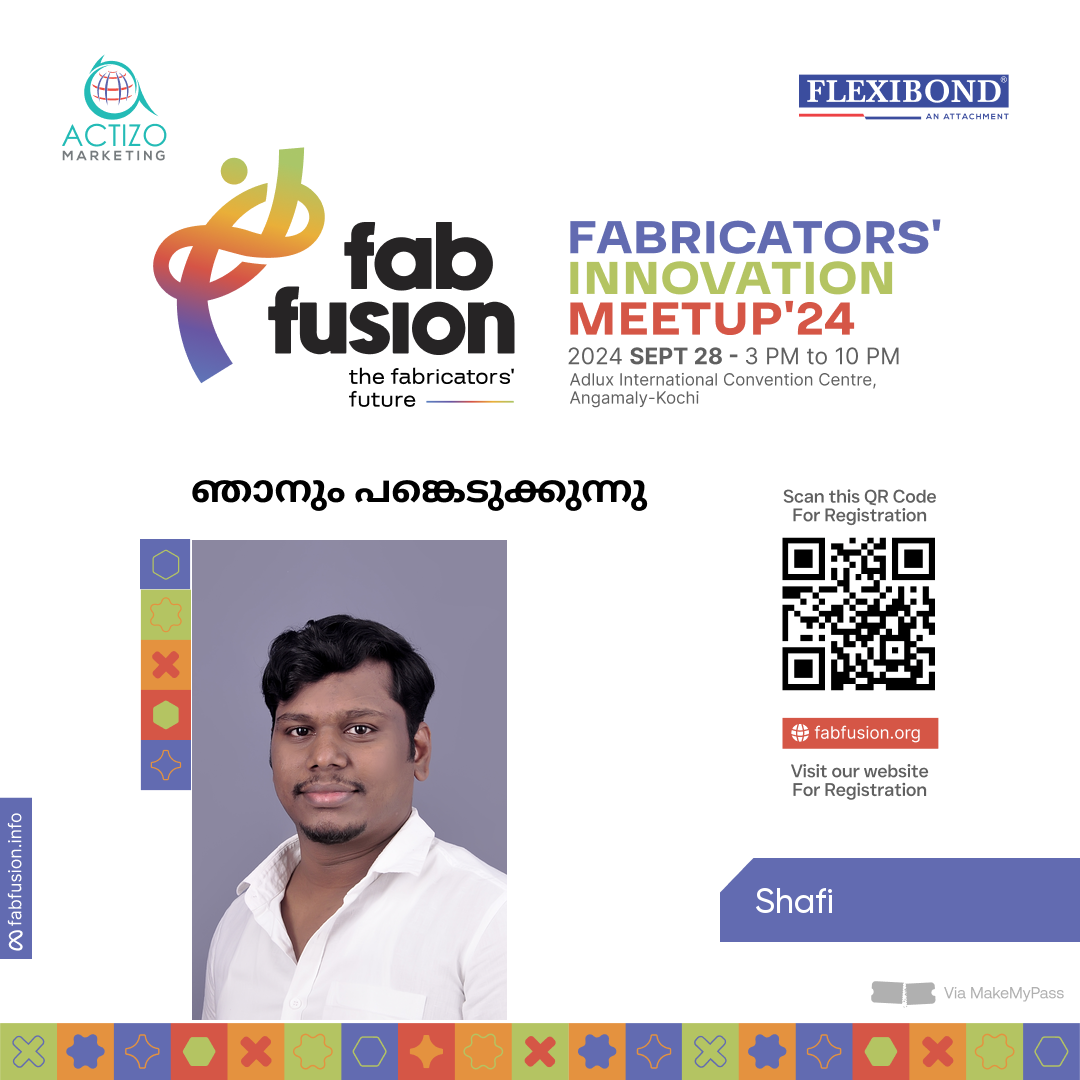 ACTIZO
MARKETING
FLEXIBOND®
AN ATTACHMENT
fab
fusion
the fabricators'
future
FABRICATORS'
INNOVATION
MEETUP'24
2024 SEPT 28 - 3 PM to 10 PM
Adlux International Convention Centre,
Angamaly-Kochi
ഞാനും പങ്കെടുക്കുന്നു
Scan this QR Code
For Registration
fabfusion.org
Visit our website
For Registration
fabfusion.info
Shafi
Via MakeMyPass